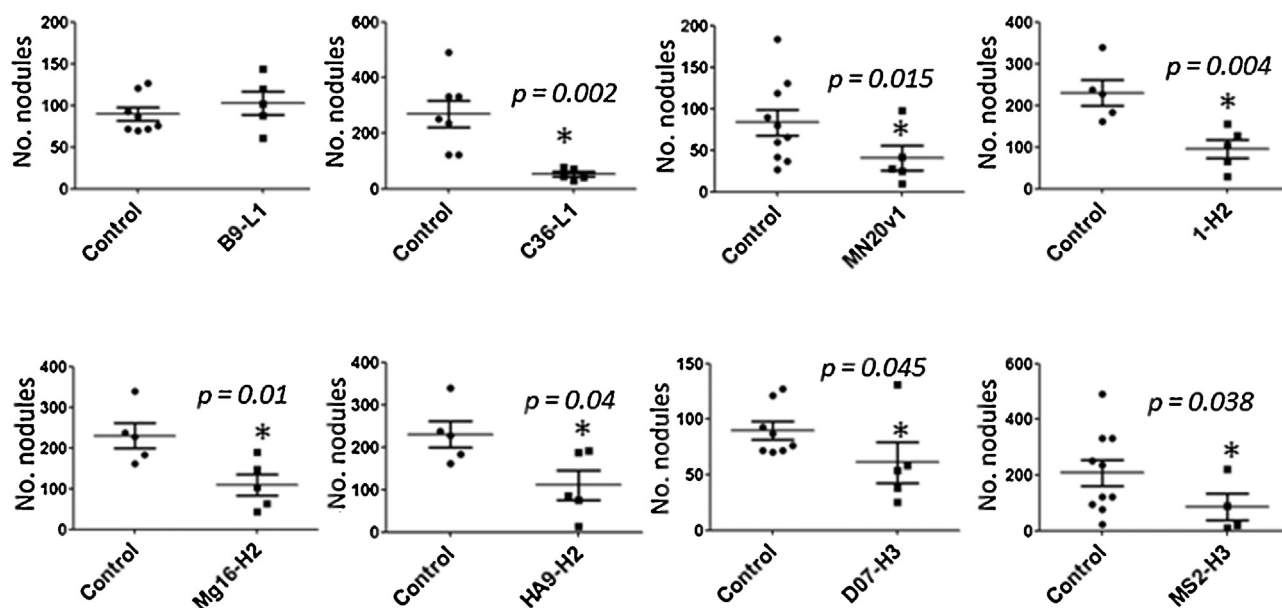 No. nodules
200
150
100
50
0
Control
B9-L1
No. nodules
600
400
200
0
p = 0.002
*
Control
C36-L1
No. nodules
200
150
100
50
0
p = 0.015
*
Control
MN20v1
No. nodules
400
300
200
100
0
p = 0.004
*
Control
1-H2
No. nodules
400
300
200
100
0
p = 0.01
*
Control
Mg16-H2
No. nodules
400
300
200
100
0
p = 0.04
*
Control
HA9-H2
No. nodules
150
100
50
0
p = 0.045
*
Control
D07-H3
No. nodules
600
400
200
0
p = 0.038
*
Control
MS2-H3